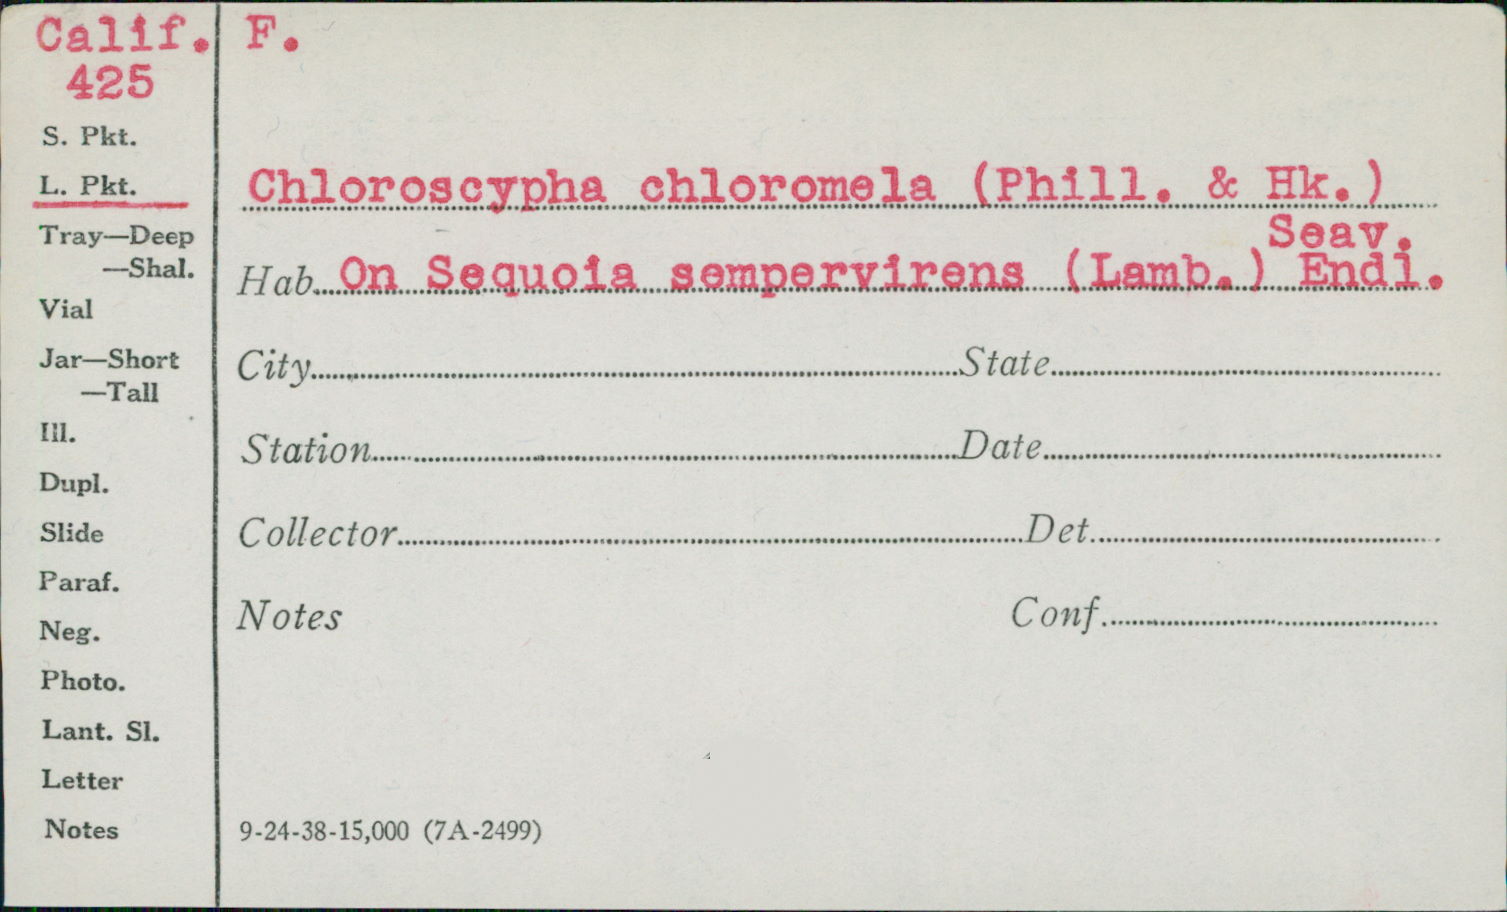 Calif. F.
425
S. Pkt.
L. Pkt.
Chloroscypha chloromela (Phill. & Hk.)
Seav.
Tray—Deep
—Shal.
Hab. On Sequoia sempervirens (Lamb.) Endl.
Vial
Jar—Short
—Tall
City State
Ill.
Station Date
Dupl.
Slide
Collector Det.
Paraf.
Neg.
Notes Conf.
Photo.
Lant. Sl.
Letter
Notes
9-24-38-15,000 (7A-2499)